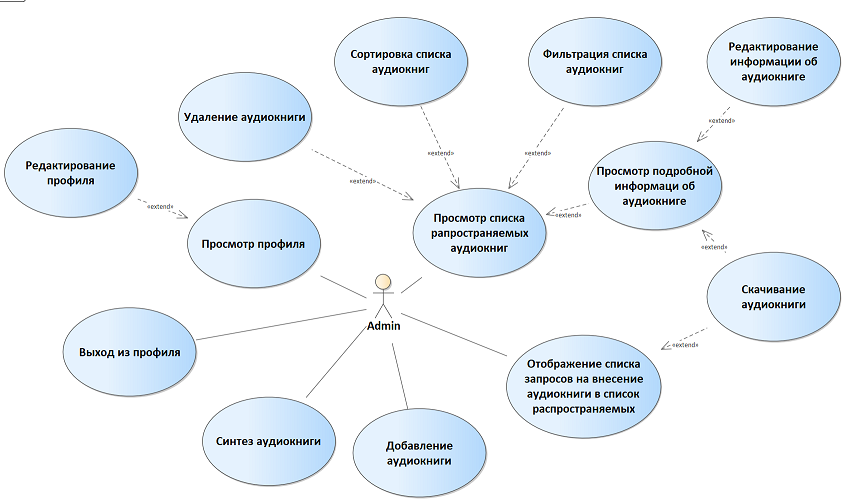 Сортировка списка
аудиокниг
Фильтрация списка
аудиокниг
Редактирование
информации об
аудиокниге
Удаление аудиокниги
«extend»
«extend»
«extend»
«extend»
Редактирование
профиля
«extend»
Просмотр подробной
информаци об
аудиокниге
«extend»
Просмотр профиля
Просмотр списка
рапространяемых
аудиокниг
«extend»
Скачивание
аудиокниги
Admin
«extend»
Выход из профиля
Отображение списка
запросов на внесение
аудиокниги в список
распространяемых
Синтез аудиокниги
Добавление
аудиокниги